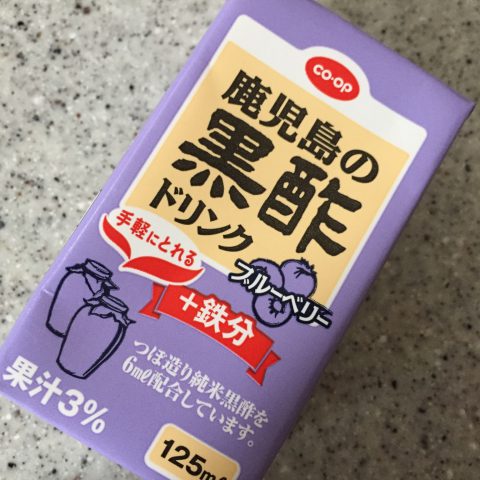 CO·OP
鹿児島の
黒酢
ドリンク
ブルーベリー
手軽にとれる
+鉄分
つぼ造り純米黒酢を
6mℓ配合しています。
果汁3%
125m